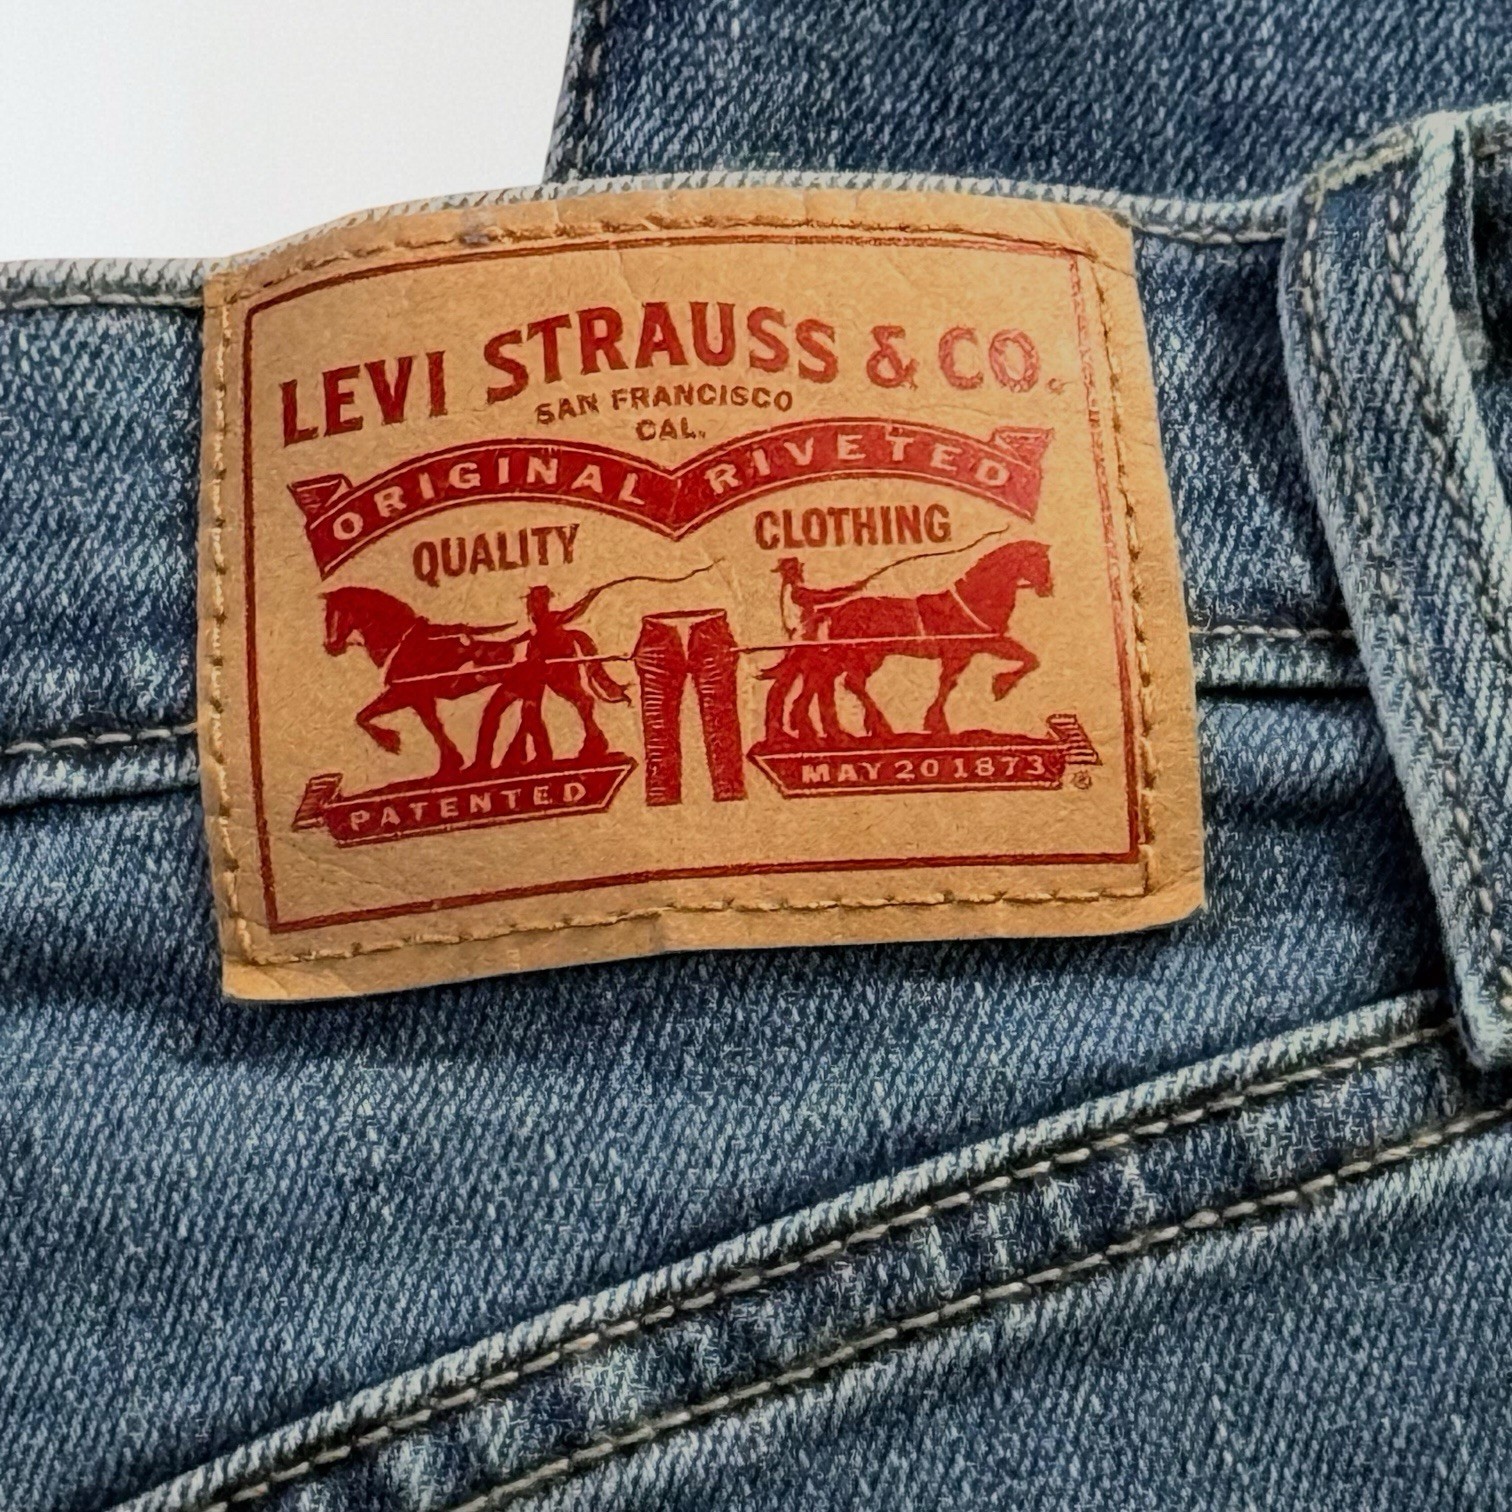 LEVI STRAUSS & CO.
SAN FRANCISCO
CAL.
ORIGINAL RIVETED
QUALITY CLOTHING
PATENTED MAY 20 1873
®